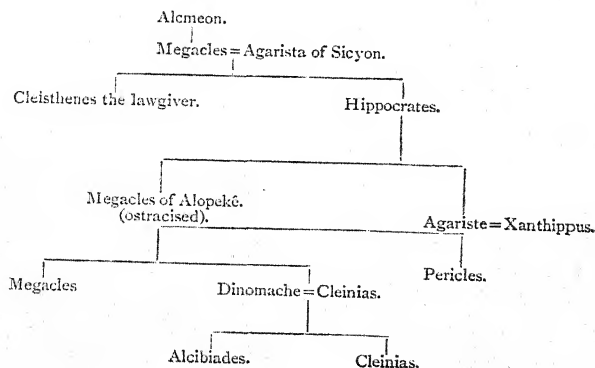 Alcmeon.
Megacles = Agarista of Sicyon.
Cleisthenes the lawgiver.
Hippocrates.
Megacles of Alopekê.
(ostracised).
Agariste = Xanthippus.
Megacles
Dinomache = Cleinias.
Pericles.
Alcibiades.
Cleinias.